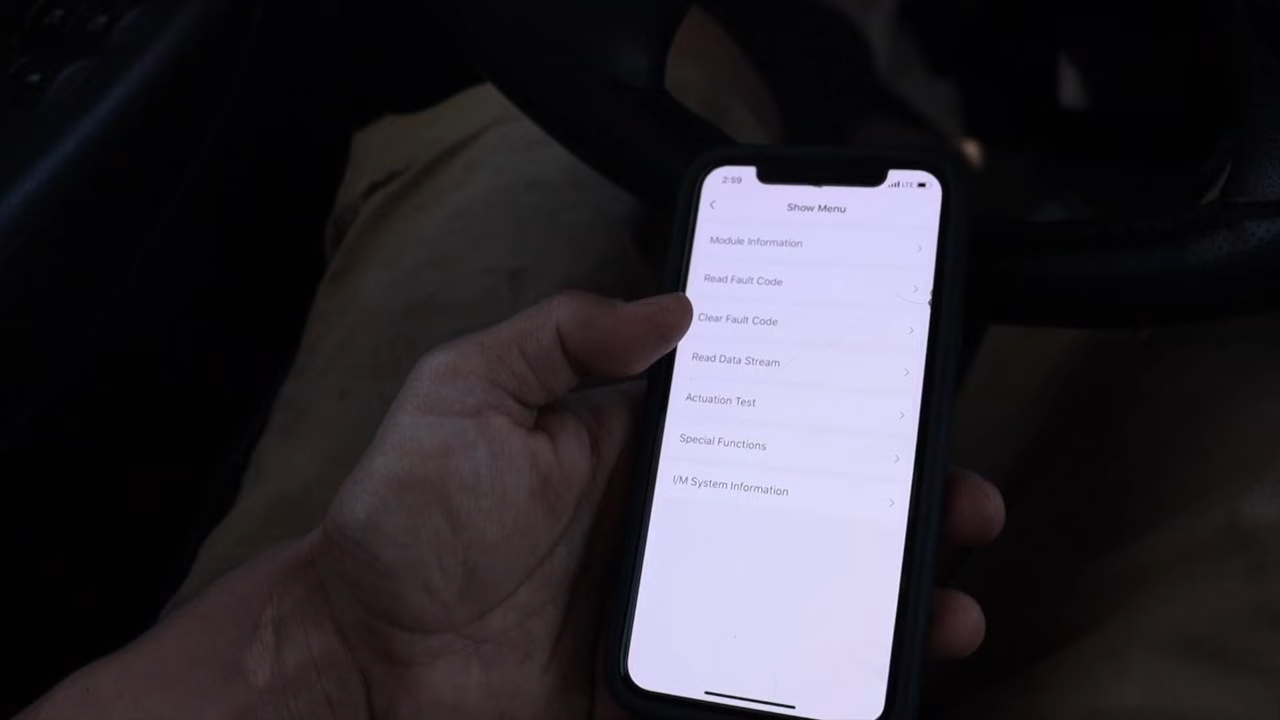 2:59
LTE
Show Menu
Module Information
Read Fault Code
Clear Fault Code
Read Data Stream
Actuation Test
Special Functions
I/M System Information